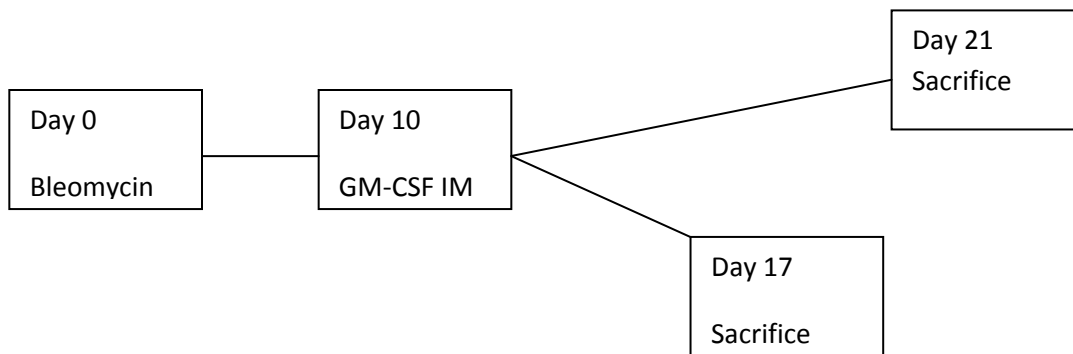 Day 0
Bleomycin
Day 10
GM-CSF IM
Day 21
Sacrifice
Day 17
Sacrifice